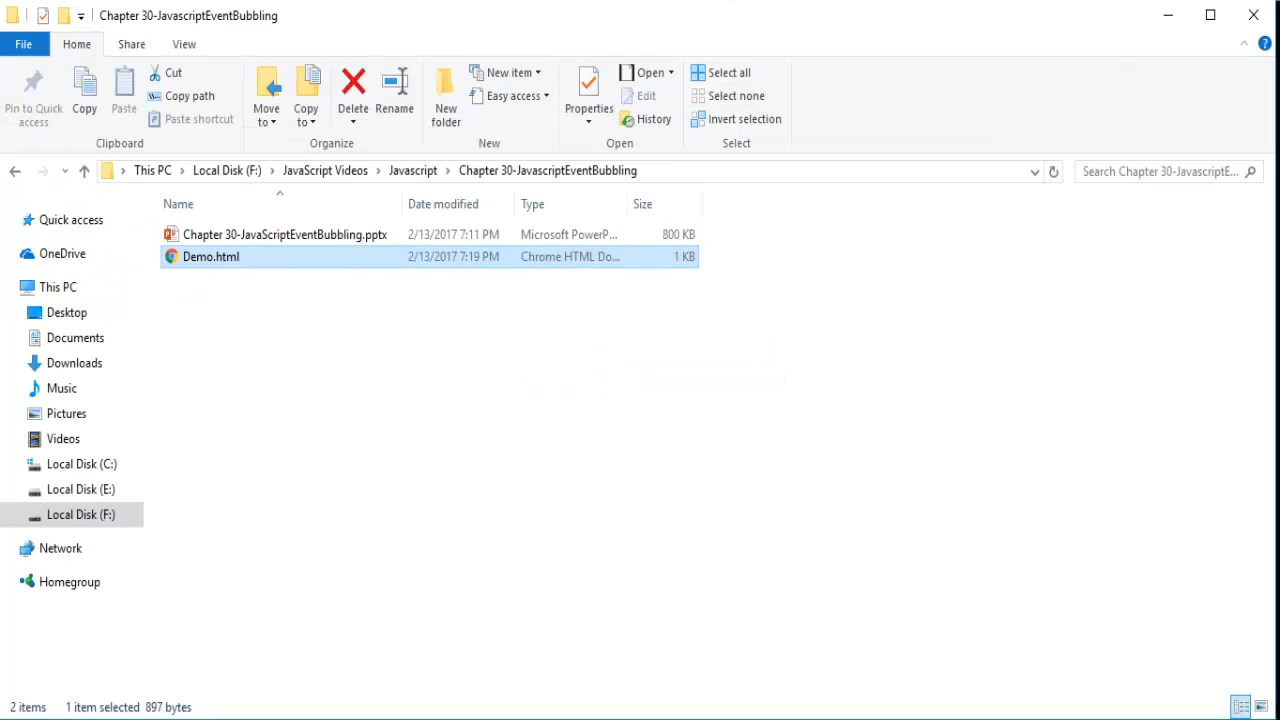 Chapter 30-JavascriptEventBubbling
File Home Share View
Pin to Quick access
Copy
Paste
Cut
Copy path
Paste shortcut
Clipboard
Move to
Copy to
Delete
Rename
Organize
New folder
New item
Easy access
New
Properties
Open
Edit
History
Open
Select all
Select none
Invert selection
Select
This PC › Local Disk (F:) › JavaScript Videos › Javascript › Chapter 30-JavascriptEventBubbling
Search Chapter 30-JavascriptE...
Name Date modified Type Size
Chapter 30-JavaScriptEventBubbling.pptx 2/13/2017 7:11 PM Microsoft PowerP... 800 KB
Demo.html 2/13/2017 7:19 PM Chrome HTML Do... 1 KB
Quick access
OneDrive
This PC
Desktop
Documents
Downloads
Music
Pictures
Videos
Local Disk (C:)
Local Disk (E:)
Local Disk (F:)
Network
Homegroup
2 items 1 item selected 897 bytes